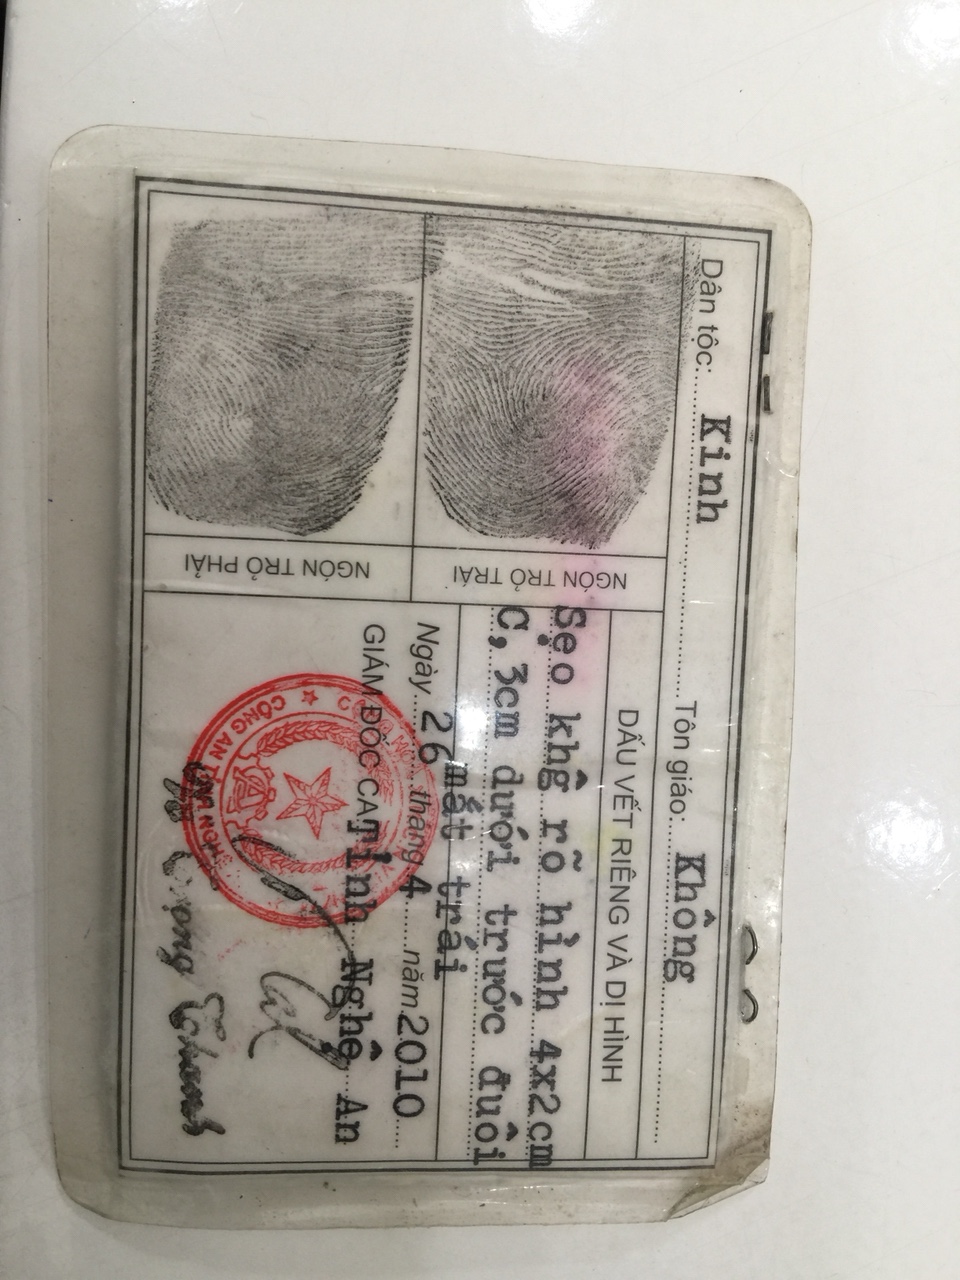 Dân tộc: Kinh Tôn giáo: Không
NGÓN TRỎ TRÁI
NGÓN TRỎ PHẢI
DẤU VẾT RIÊNG VÀ DỊ HÌNH
Sẹo khg̃ rõ hình 4x2cm
C,3cm dưới trước đuôi
mắt trái
Ngày 26 tháng 4 năm 2010
GIÁM ĐỐC CA Tỉnh Nghệ An
CÔNG AN TỈNH NGHỆ
Trọng Thanh